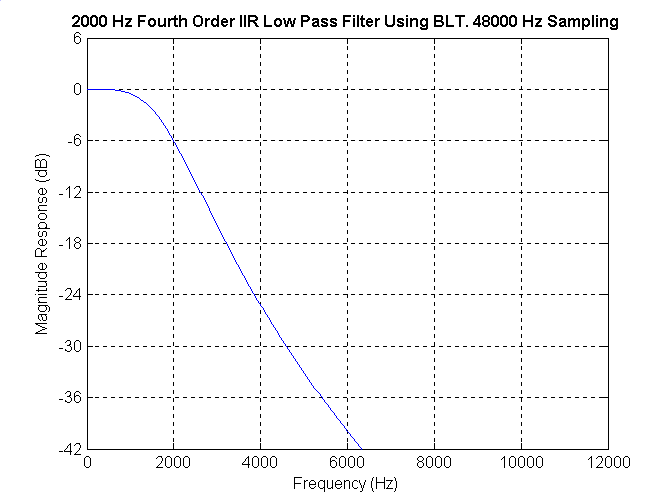 2000 Hz Fourth Order IIR Low Pass Filter Using BLT. 48000 Hz Sampling
6
0
-6
-12
-18
-24
-30
-36
-42
Magnitude Response (dB)
0 2000 4000 6000 8000 10000 12000
Frequency (Hz)